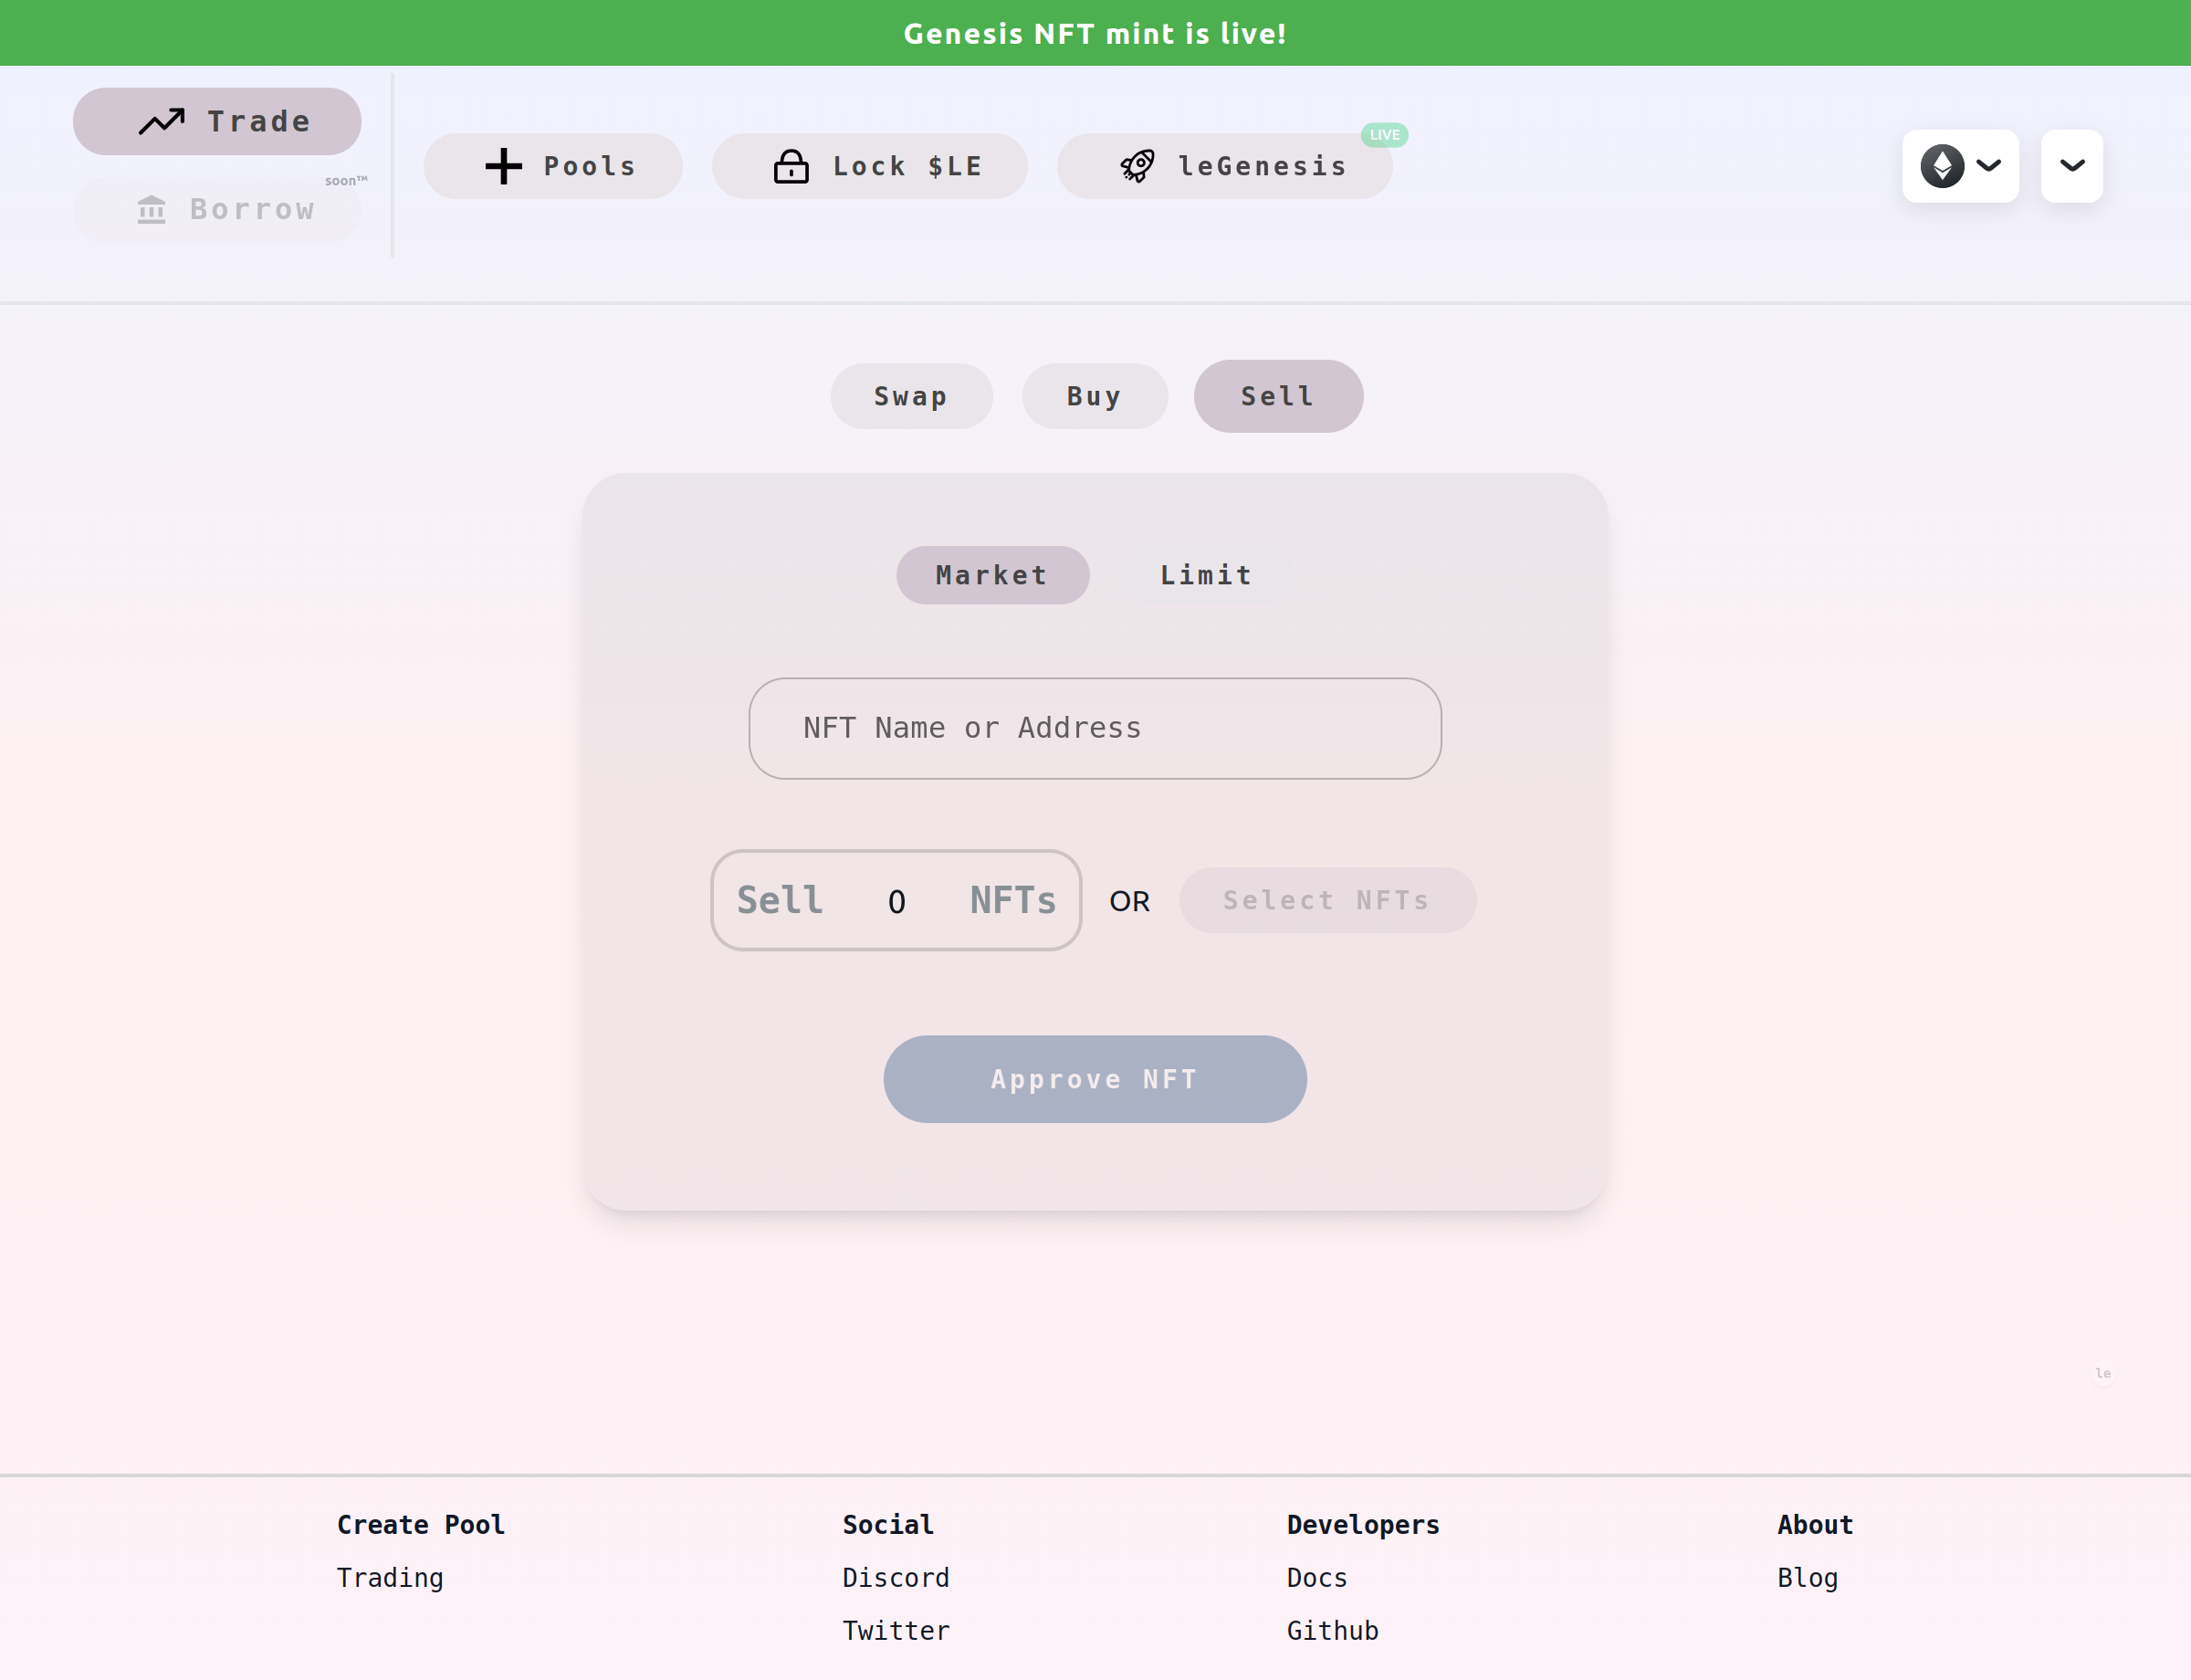 Genesis NFT mint is live!
Trade
soon™
Borrow
Pools
Lock $LE
leGenesis
LIVE
Swap
Buy
Sell
Market
Limit
NFT Name or Address
Sell 0 NFTs
OR
Select NFTs
Approve NFT
le
Create Pool
Trading
Social
Discord
Twitter
Developers
Docs
Github
About
Blog